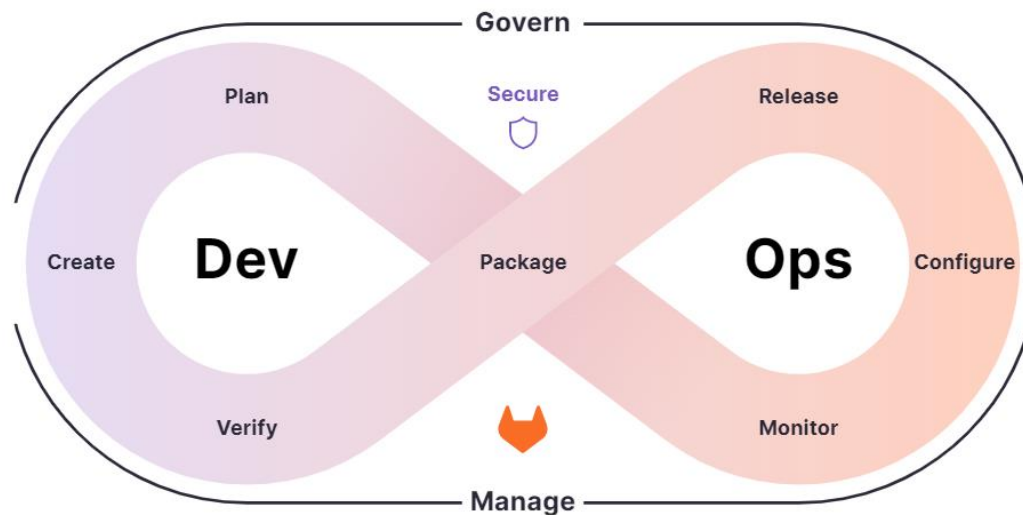 Govern
Plan
Secure
Release
Create
Dev
Package
Ops
Configure
Verify
Monitor
Manage